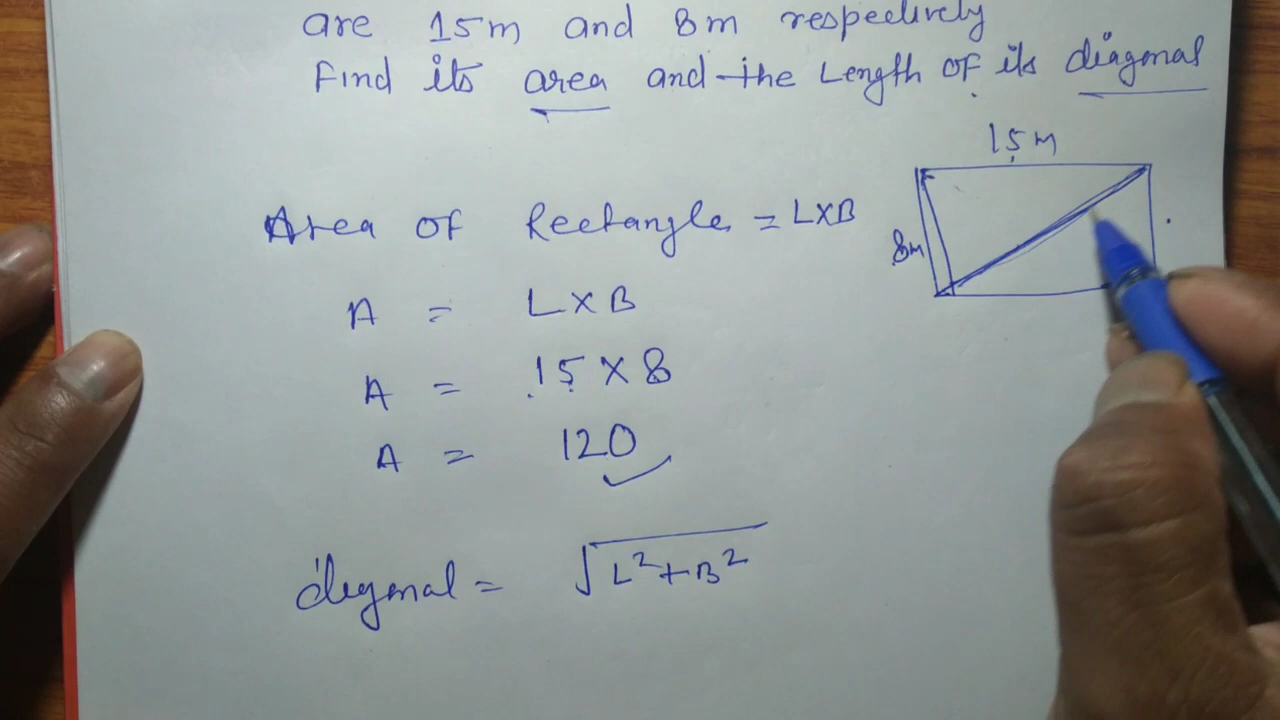 are 15m and 8m respectively
Find its area and the Length of its diagonal
15m
Area of Rectangle = L×B
8m
A = L×B
A = 15×8
A = 120
digonal = √L²+B²